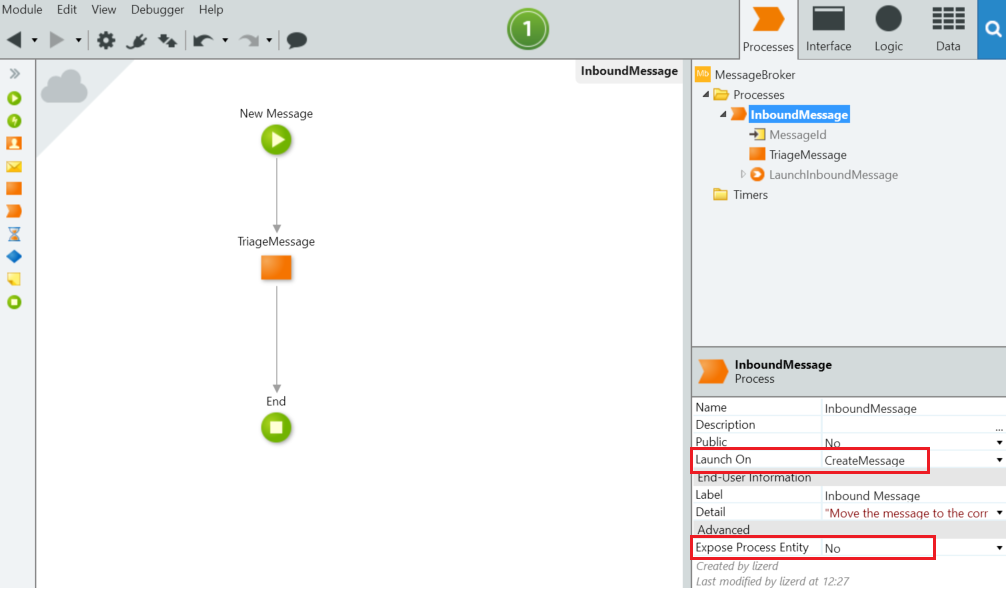 Module Edit View Debugger Help
1
Processes Interface Logic Data
InboundMessage
New Message
TriageMessage
End
Mb MessageBroker
Processes
InboundMessage
MessageId
TriageMessage
LaunchInboundMessage
Timers
InboundMessage
Process
Name InboundMessage
Description ...
Public No
Launch On CreateMessage
End-User Information
Label Inbound Message
Detail "Move the message to the corr
Advanced
Expose Process Entity No
Created by lizerd
Last modified by lizerd at 12:27